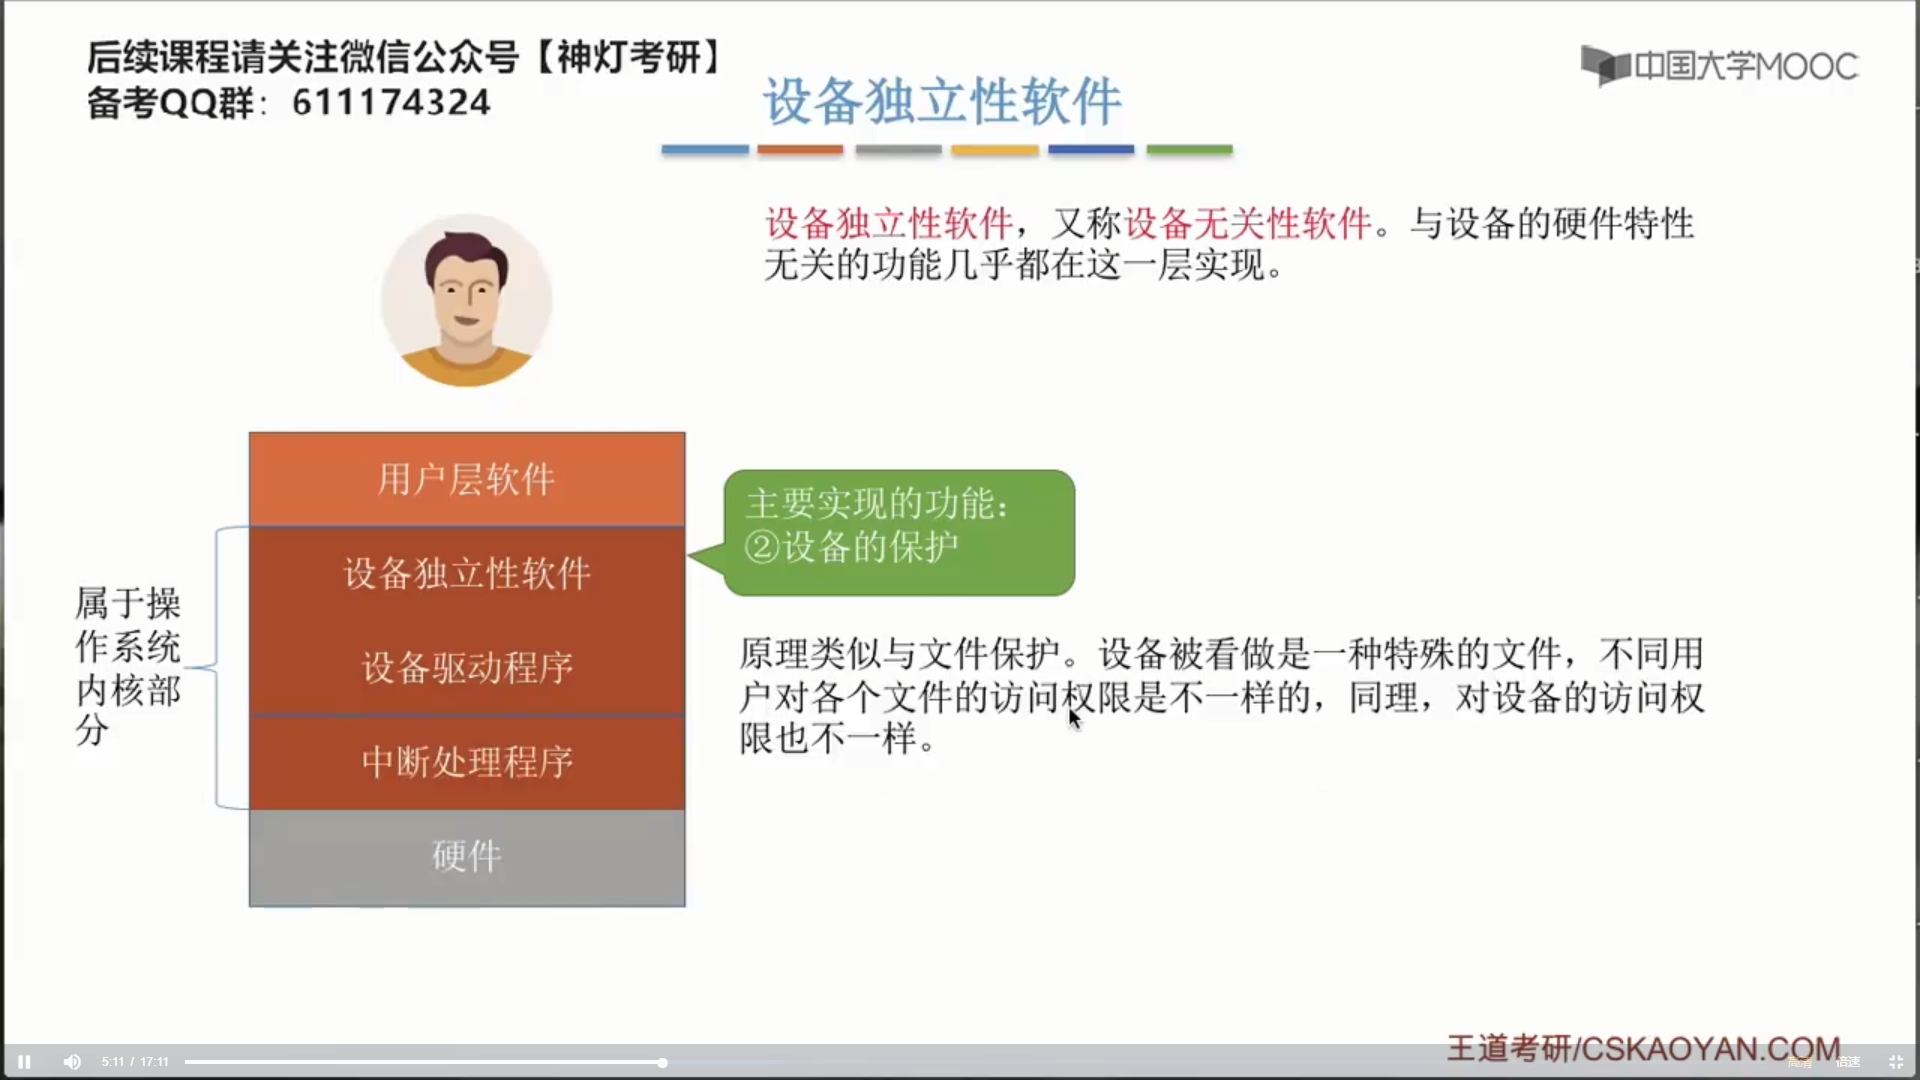 后续课程请关注微信公众号【神灯考研】
备考QQ群：611174324
中国大学MOOC
设备独立性软件
设备独立性软件，又称设备无关性软件。与设备的硬件特性
无关的功能几乎都在这一层实现。
用户层软件
主要实现的功能：
②设备的保护
设备独立性软件
属于操
作系统
内核部
分
设备驱动程序
原理类似与文件保护。设备被看做是一种特殊的文件，不同用
户对各个文件的访问权限是不一样的，同理，对设备的访问权
限也不一样。
中断处理程序
硬件
王道考研/CSKAOYAN.COM
5:11 / 17:11
高清
倍速